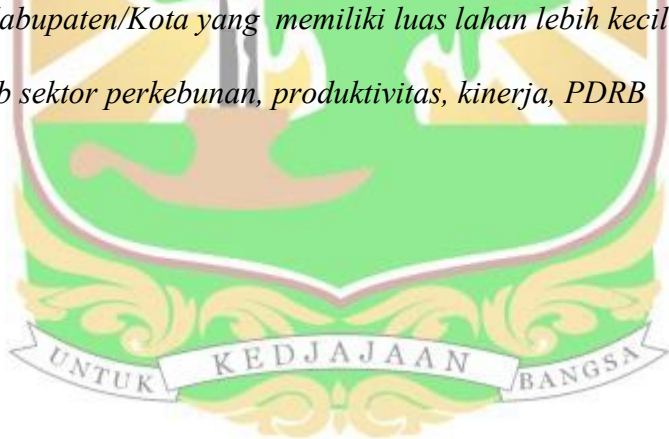 Kabupaten/Kota yang memiliki luas lahan lebih kecil
b sektor perkebunan, produktivitas, kinerja, PDRB
UNTUK KEDJAJAAN BANGSA